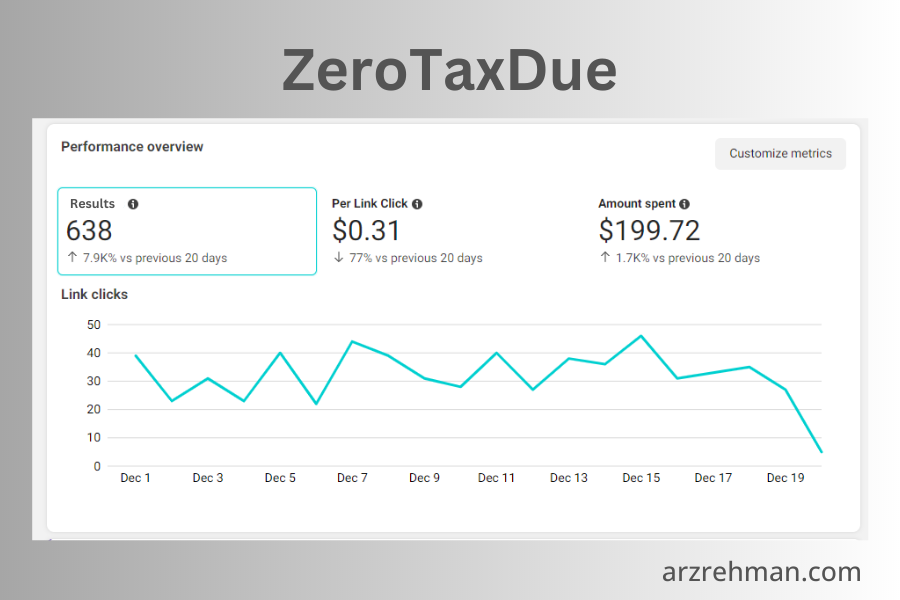 ZeroTaxDue
Performance overview
Customize metrics
Results
638
↑ 7.9K% vs previous 20 days
Per Link Click
$0.31
↓ 77% vs previous 20 days
Amount spent
$199.72
↑ 1.7K% vs previous 20 days
Link clicks
50
40
30
20
10
0
Dec 1 Dec 3 Dec 5 Dec 7 Dec 9 Dec 11 Dec 13 Dec 15 Dec 17 Dec 19
arzrehman.com